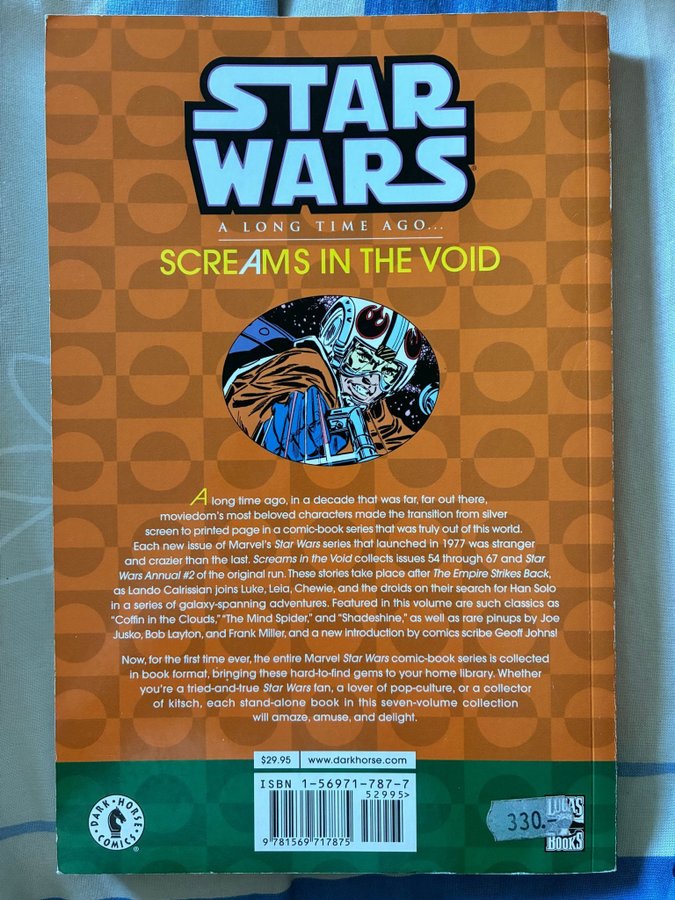 STAR
WARS
A LONG TIME AGO...
SCREAMS IN THE VOID
A long time ago, in a decade that was far, far out there,
moviedom's most beloved characters made the transition from silver
screen to printed page in a comic-book series that was truly out of this world.
Each new issue of Marvel's Star Wars series that launched in 1977 was stranger
and crazier than the last. Screams in the Void collects issues 54 through 67 and Star
Wars Annual #2 of the original run. These stories take place after The Empire Strikes Back,
as Lando Calrissian joins Luke, Leia, Chewie, and the droids on their search for Han Solo
in a series of galaxy-spanning adventures. Featured in this volume are such classics as
"Coffin in the Clouds," "The Mind Spider," and "Shadeshine," as well as rare pinups by Joe
Jusko, Bob Layton, and Frank Miller, and a new introduction by comics scribe Geoff Johns!
Now, for the first time ever, the entire Marvel Star Wars comic-book series is collected
in book format, bringing these hard-to-find gems to your home library. Whether
you're a tried-and-true Star Wars fan, a lover of pop-culture, or a collector
of kitsch, each stand-alone book in this seven-volume collection
will amaze, amuse, and delight.
$29.95 www.darkhorse.com
ISBN 1-56971-787-7
52995>
9 781569 717875
DARK HORSE COMICS
®
330.-
LUCAS
BOOKS